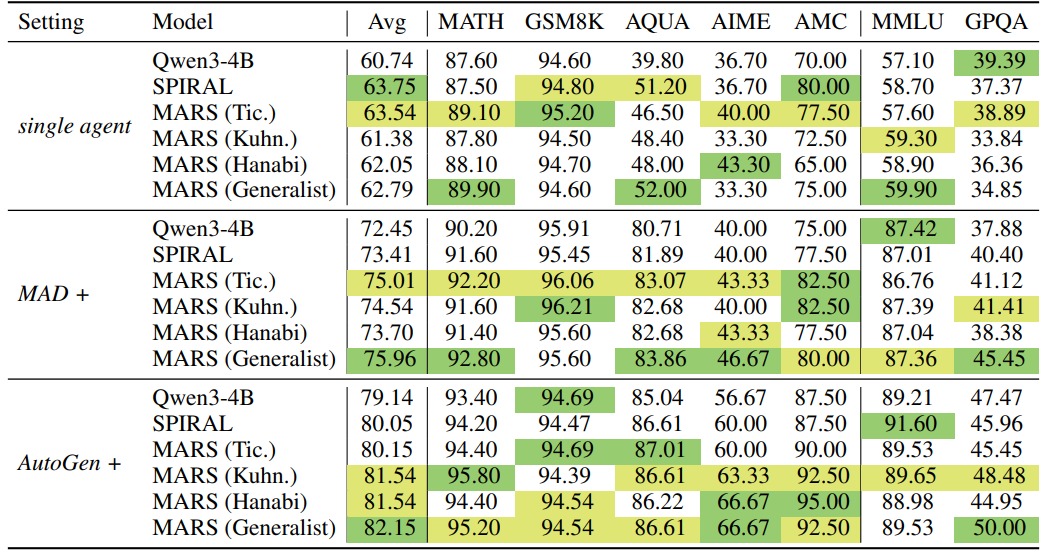 Setting Model Avg MATH GSM8K AQUA AIME AMC MMLU GPQA
single agent
Qwen3-4B 60.74 87.60 94.60 39.80 36.70 70.00 57.10 39.39
SPIRAL 63.75 87.50 94.80 51.20 36.70 80.00 58.70 37.37
MARS (Tic.) 63.54 89.10 95.20 46.50 40.00 77.50 57.60 38.89
MARS (Kuhn.) 61.38 87.80 94.50 48.40 33.30 72.50 59.30 33.84
MARS (Hanabi) 62.05 88.10 94.70 48.00 43.30 65.00 58.90 36.36
MARS (Generalist) 62.79 89.90 94.60 52.00 33.30 75.00 59.90 34.85
MAD +
Qwen3-4B 72.45 90.20 95.91 80.71 40.00 75.00 87.42 37.88
SPIRAL 73.41 91.60 95.45 81.89 40.00 77.50 87.01 40.40
MARS (Tic.) 75.01 92.20 96.06 83.07 43.33 82.50 86.76 41.12
MARS (Kuhn.) 74.54 91.60 96.21 82.68 40.00 82.50 87.39 41.41
MARS (Hanabi) 73.70 91.40 95.60 82.68 43.33 77.50 87.04 38.38
MARS (Generalist) 75.96 92.80 95.60 83.86 46.67 80.00 87.36 45.45
AutoGen +
Qwen3-4B 79.14 93.40 94.69 85.04 56.67 87.50 89.21 47.47
SPIRAL 80.05 94.20 94.47 86.61 60.00 87.50 91.60 45.96
MARS (Tic.) 80.15 94.40 94.69 87.01 60.00 90.00 89.53 45.45
MARS (Kuhn.) 81.54 95.80 94.39 86.61 63.33 92.50 89.65 48.48
MARS (Hanabi) 81.54 94.40 94.54 86.22 66.67 95.00 88.98 44.95
MARS (Generalist) 82.15 95.20 94.54 86.61 66.67 92.50 89.53 50.00